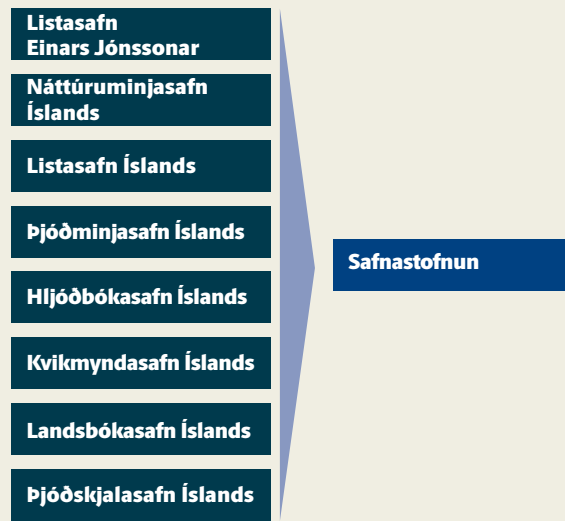 Listasafn
Einars Jónssonar
Náttúruminjasafn
Íslands
Listasafn Íslands
Þjóðminjasafn Íslands
Hljóðbókasafn Íslands
Kvikmyndasafn Íslands
Landsbókasafn Íslands
Þjóðskjalasafn Íslands
Safnastofnun